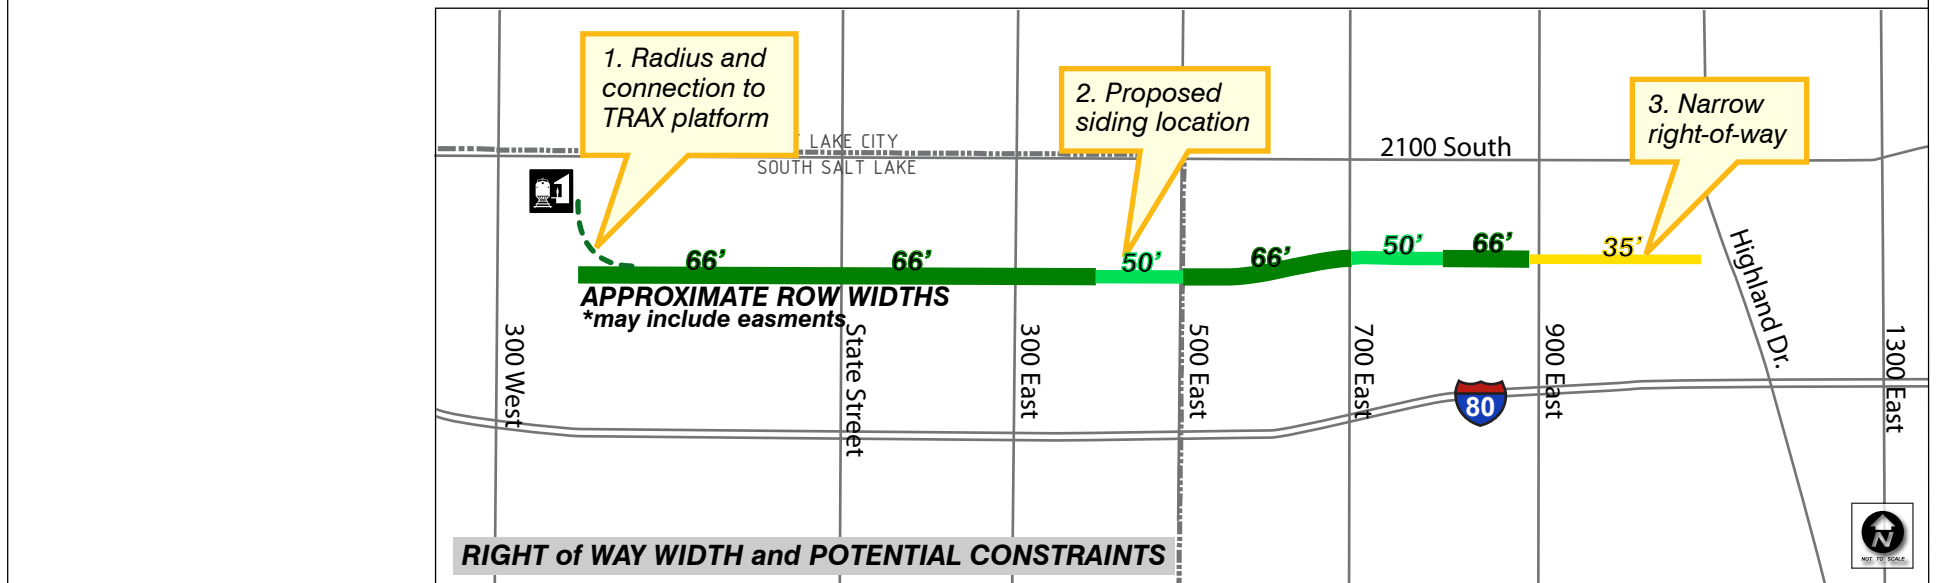 1. Radius and
connection to
TRAX platform
2. Proposed
siding location
3. Narrow
right-of-way
LAKE CITY
SOUTH SALT LAKE
2100 South
66’
66’
50’
66’
50’
66’
35’
APPROXIMATE ROW WIDTHS
*may include easments
300 West
State Street
300 East
500 East
700 East
900 East
Highland Dr.
1300 East
80
RIGHT of WAY WIDTH and POTENTIAL CONSTRAINTS
N
NOT TO SCALE